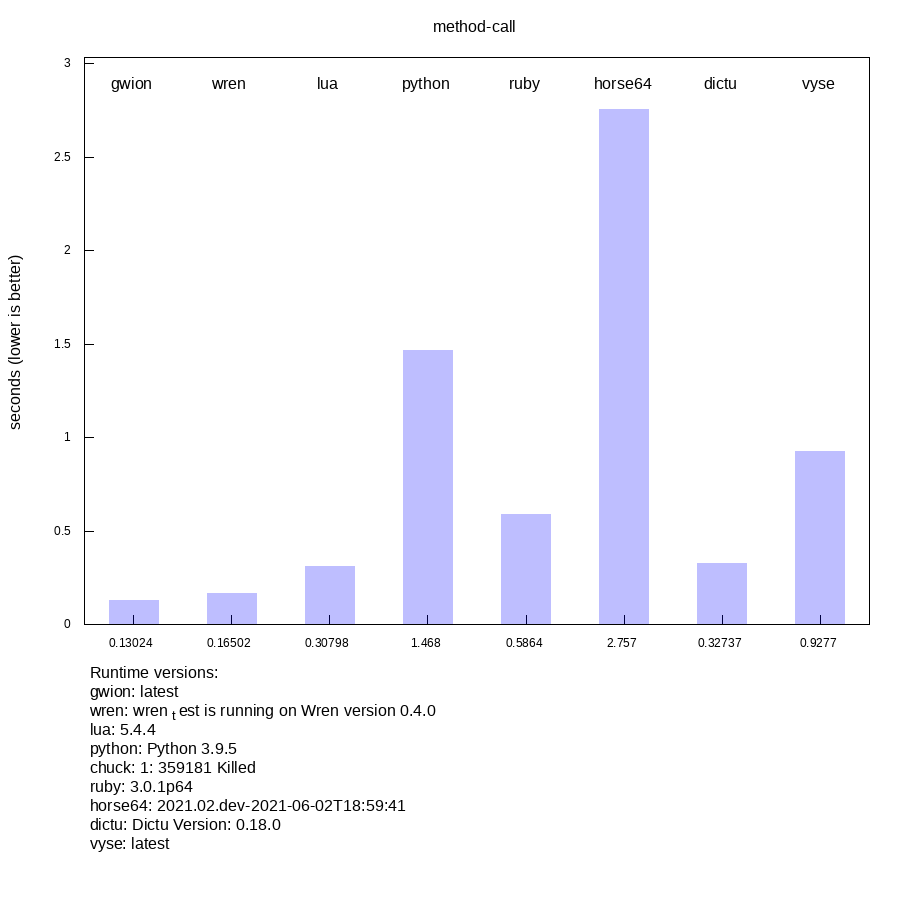 method-call
seconds (lower is better)
3
2.5
2
1.5
1
0.5
0
gwion wren lua python ruby horse64 dictu vyse
0.13024 0.16502 0.30798 1.468 0.5864 2.757 0.32737 0.9277
Runtime versions:
gwion: latest
wren: wren t est is running on Wren version 0.4.0
lua: 5.4.4
python: Python 3.9.5
chuck: 1: 359181 Killed
ruby: 3.0.1p64
horse64: 2021.02.dev-2021-06-02T18:59:41
dictu: Dictu Version: 0.18.0
vyse: latest